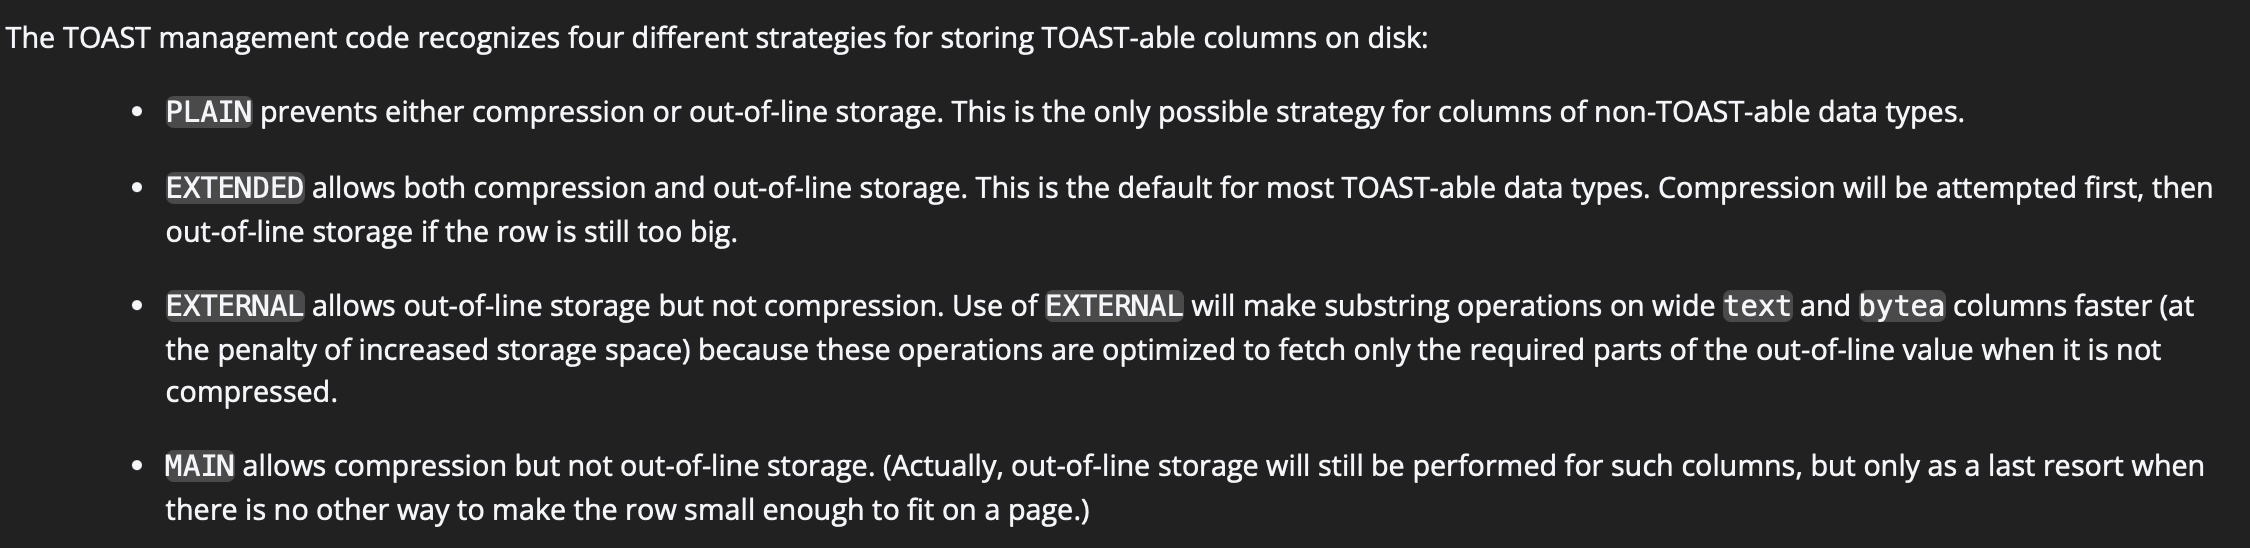 The TOAST management code recognizes four different strategies for storing TOAST-able columns on disk:
• PLAIN prevents either compression or out-of-line storage. This is the only possible strategy for columns of non-TOAST-able data types.
• EXTENDED allows both compression and out-of-line storage. This is the default for most TOAST-able data types. Compression will be attempted first, then
out-of-line storage if the row is still too big.
• EXTERNAL allows out-of-line storage but not compression. Use of EXTERNAL will make substring operations on wide text and bytea columns faster (at
the penalty of increased storage space) because these operations are optimized to fetch only the required parts of the out-of-line value when it is not
compressed.
• MAIN allows compression but not out-of-line storage. (Actually, out-of-line storage will still be performed for such columns, but only as a last resort when
there is no other way to make the row small enough to fit on a page.)